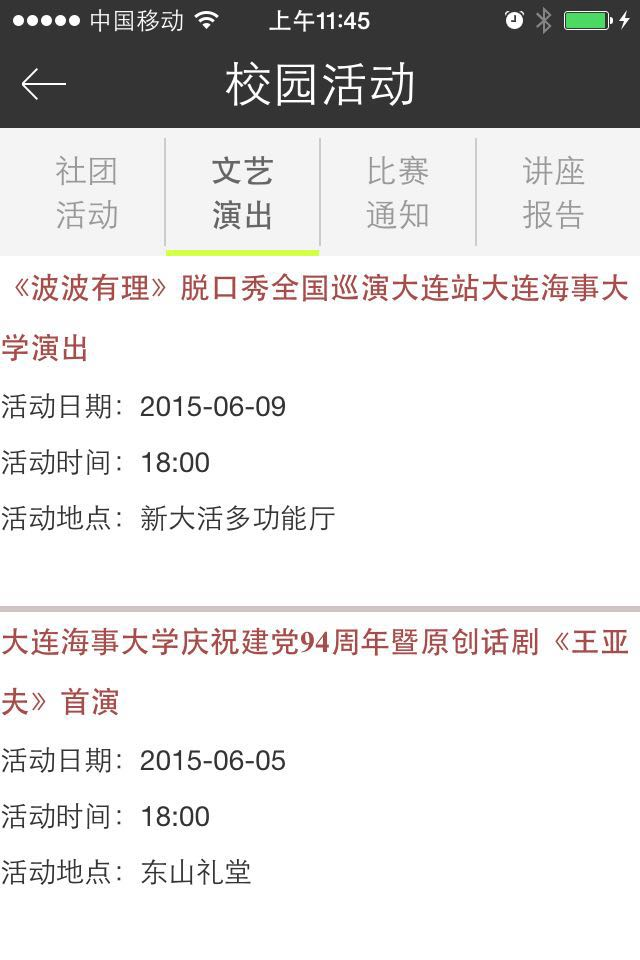 中国移动 上午11:45
校园活动
社团 文艺 比赛 讲座
活动 演出 通知 报告
《波波有理》脱口秀全国巡演大连站大连海事大
学演出
活动日期：2015-06-09
活动时间：18:00
活动地点：新大活多功能厅
大连海事大学庆祝建党94周年暨原创话剧《王亚
夫》首演
活动日期：2015-06-05
活动时间：18:00
活动地点：东山礼堂